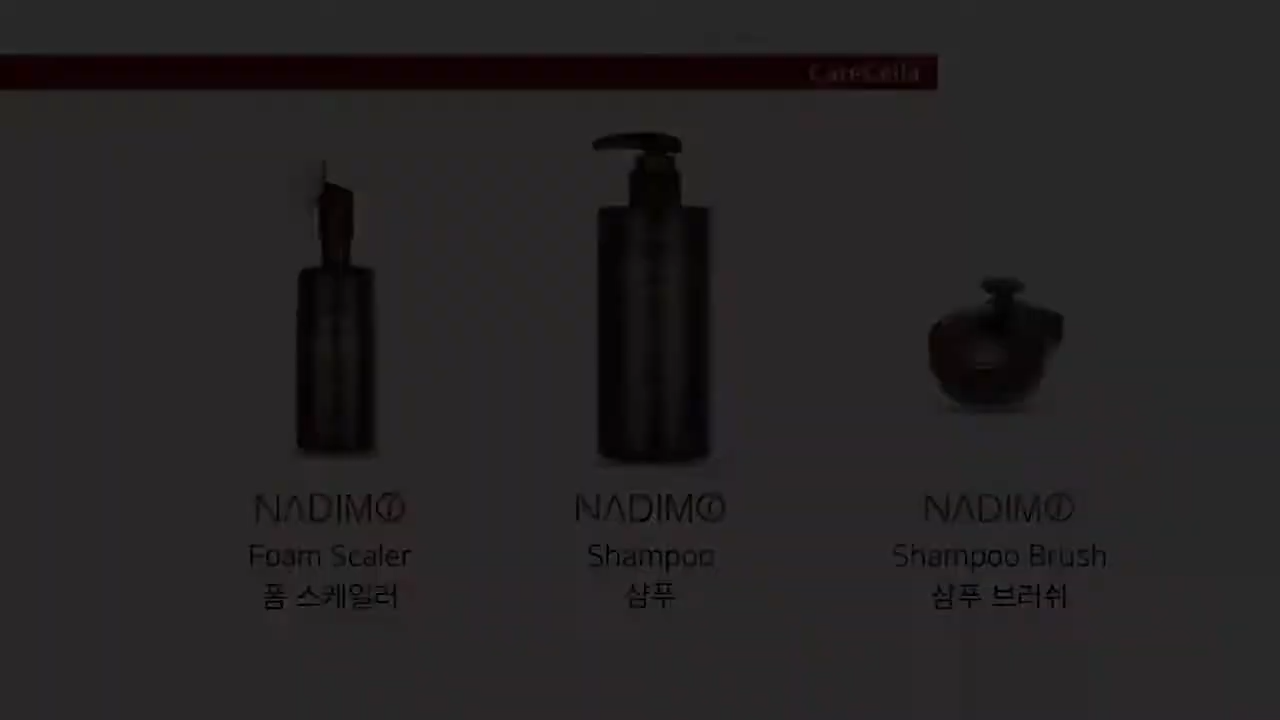 CareCella
NADIMO
Foam Scaler
폼 스케일러
NADIMO
Shampoo
샴푸
NADIMO
Shampoo Brush
샴푸 브러쉬